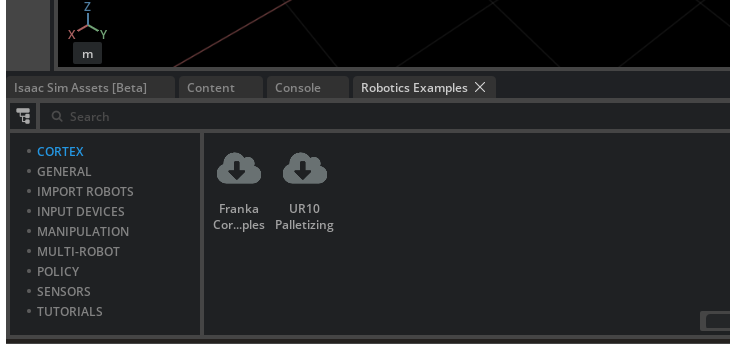 Z
X Y
m
Isaac Sim Assets [Beta] Content Console Robotics Examples
Search
CORTEX
GENERAL
IMPORT ROBOTS
INPUT DEVICES
MANIPULATION
MULTI-ROBOT
POLICY
SENSORS
TUTORIALS
Franka
Cor...ples
UR10
Palletizing